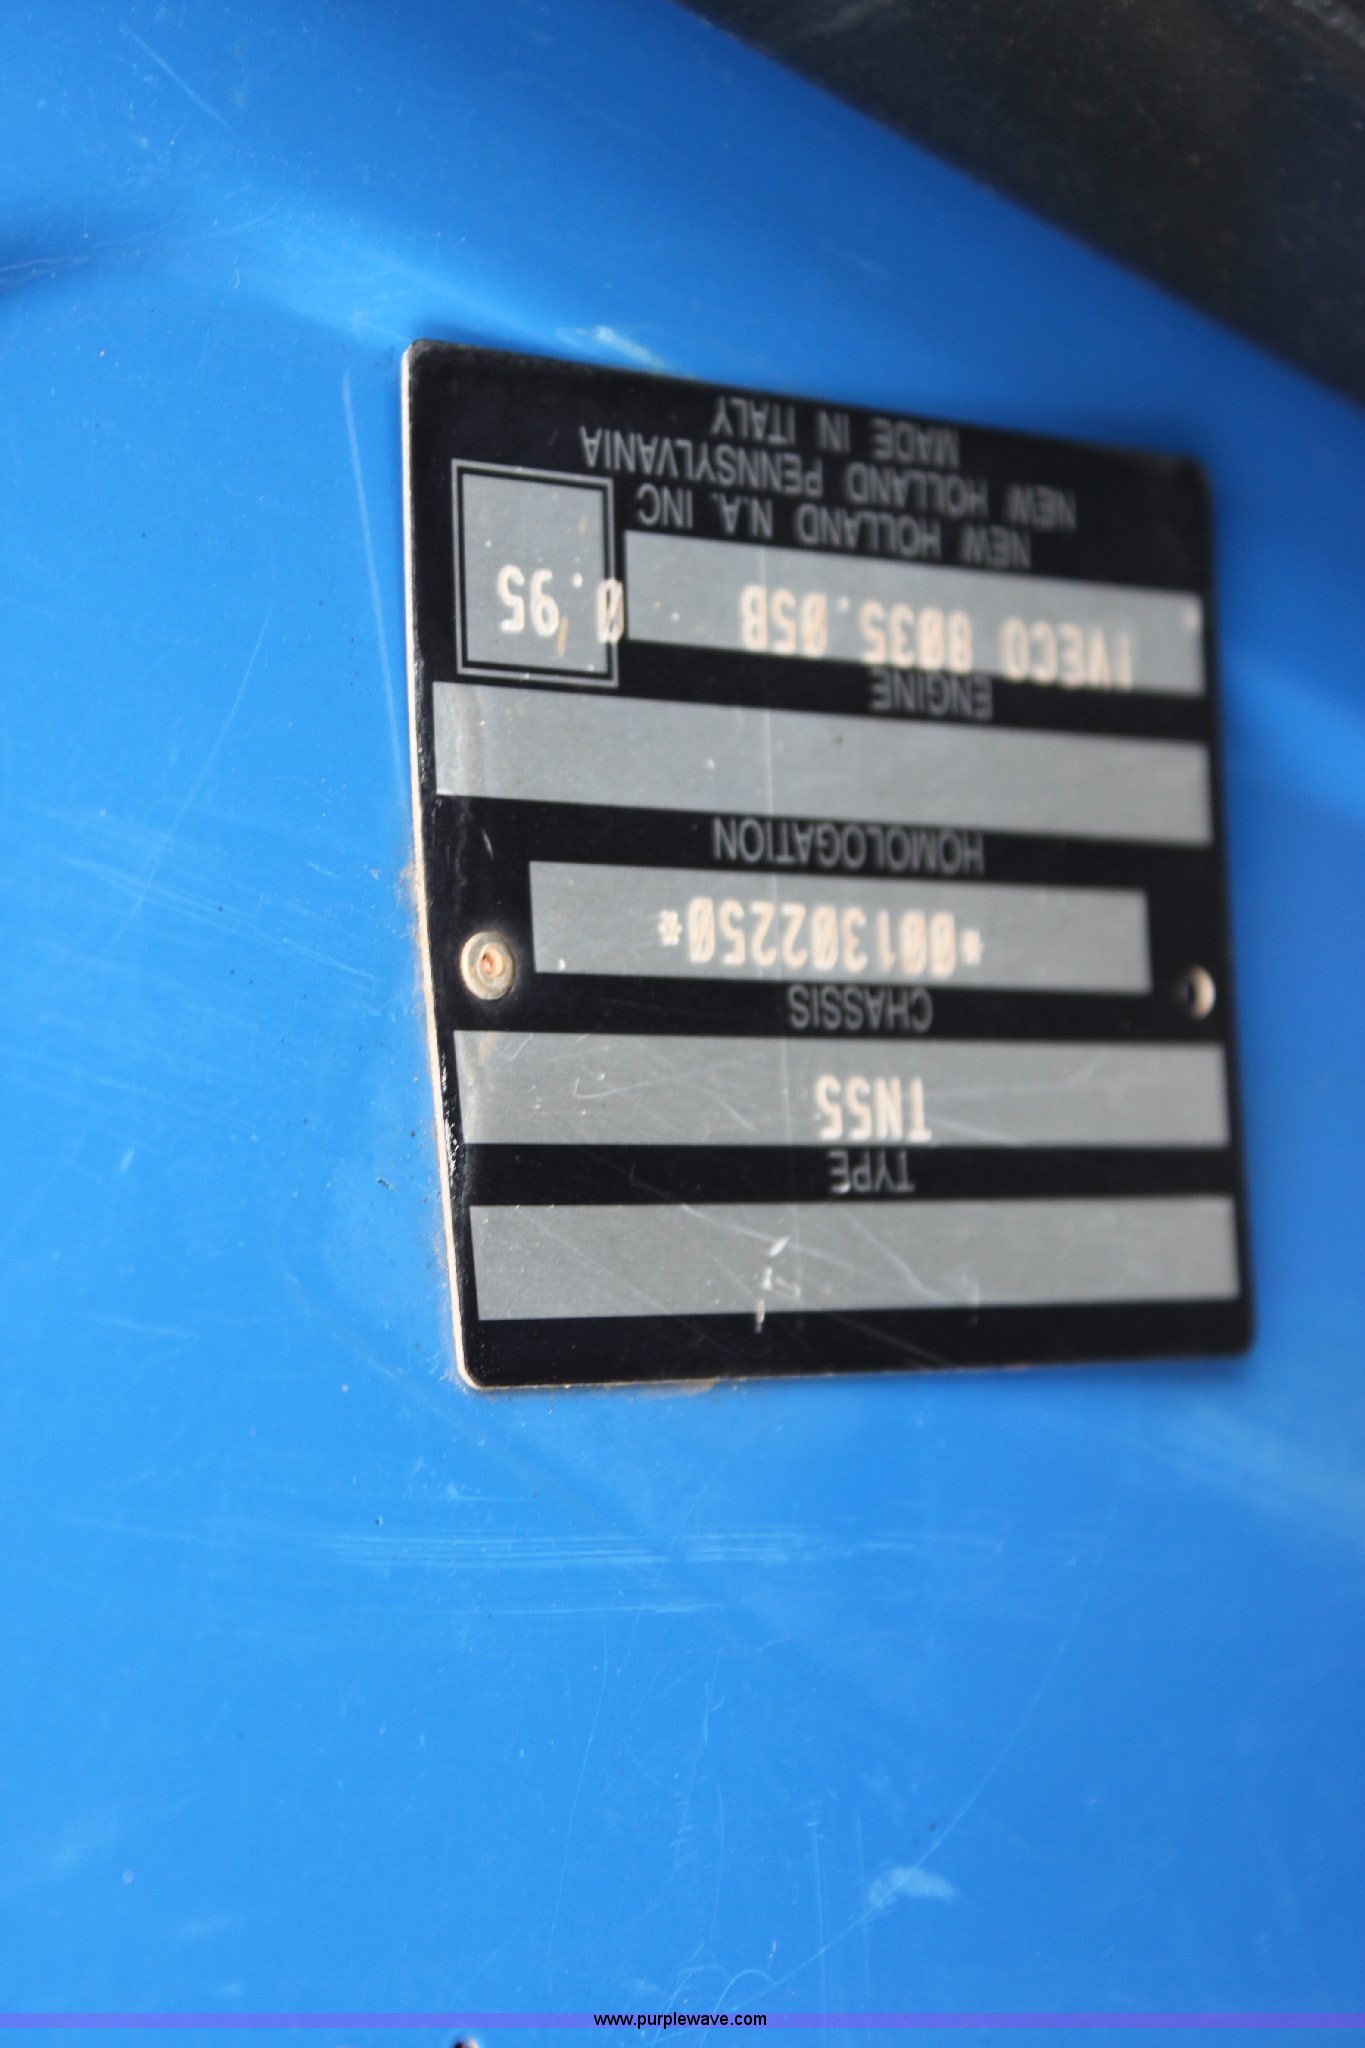 TYPE
TN55
CHASSIS
*001302250*
HOMOLOGATION
ENGINE
IVECO 8035.05B 0.95
NEW HOLLAND N.A. INC
NEW HOLLAND PENNSYLVANIA
MADE IN ITALY
www.purplewave.com